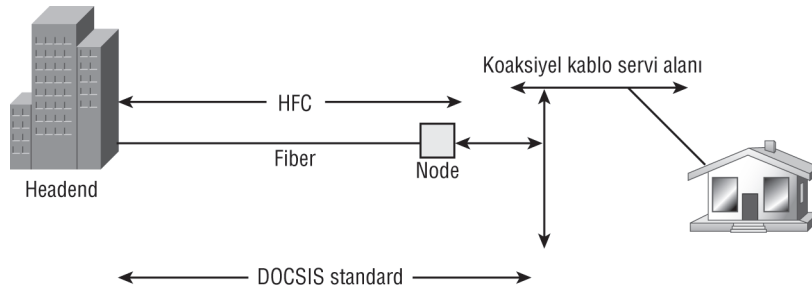 Koaksiyel kablo servi alanı
HFC
Fiber
Node
Headend
DOCSIS standard